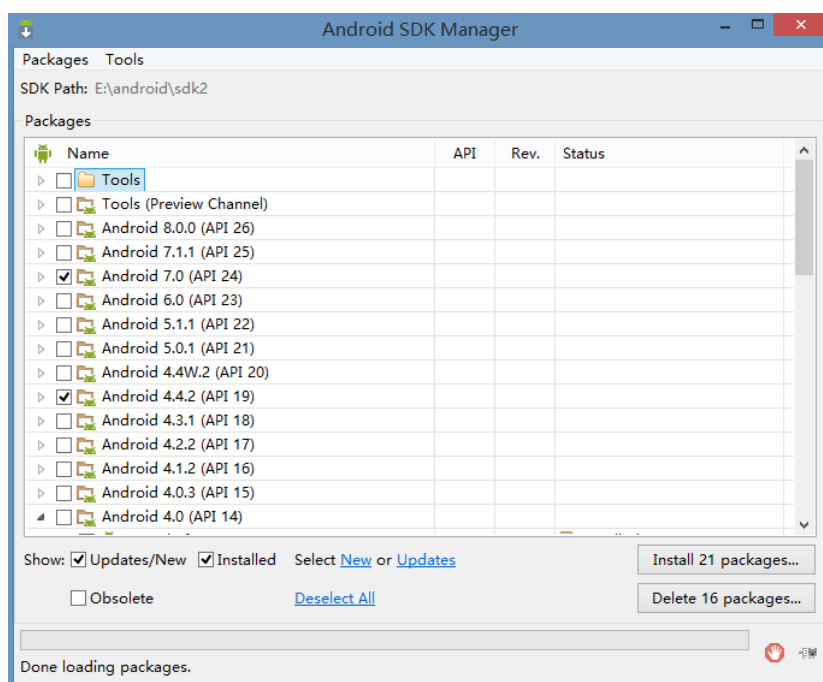 Android SDK Manager
Packages Tools
SDK Path: E:\android\sdk2
Packages
Name API Rev. Status
Tools
Tools (Preview Channel)
Android 8.0.0 (API 26)
Android 7.1.1 (API 25)
Android 7.0 (API 24)
Android 6.0 (API 23)
Android 5.1.1 (API 22)
Android 5.0.1 (API 21)
Android 4.4W.2 (API 20)
Android 4.4.2 (API 19)
Android 4.3.1 (API 18)
Android 4.2.2 (API 17)
Android 4.1.2 (API 16)
Android 4.0.3 (API 15)
Android 4.0 (API 14)
Show: Updates/New Installed Select New or Updates Install 21 packages...
Obsolete Deselect All Delete 16 packages...
Done loading packages.